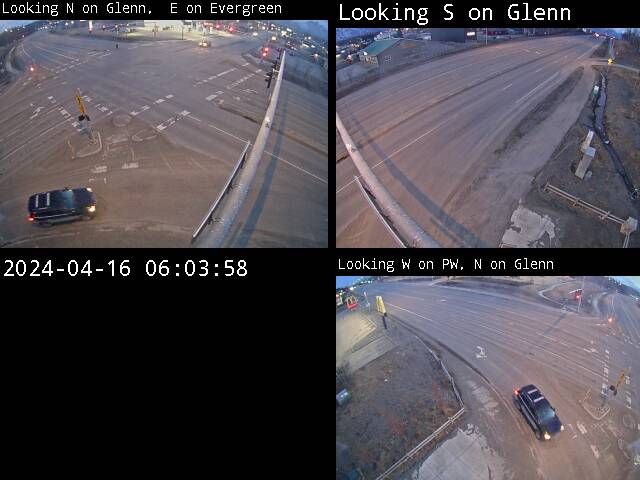 Looking N on Glenn,  E on Evergreen
Looking S on Glenn
2024-04-16 06:03:58
Looking W on PW, N on Glenn